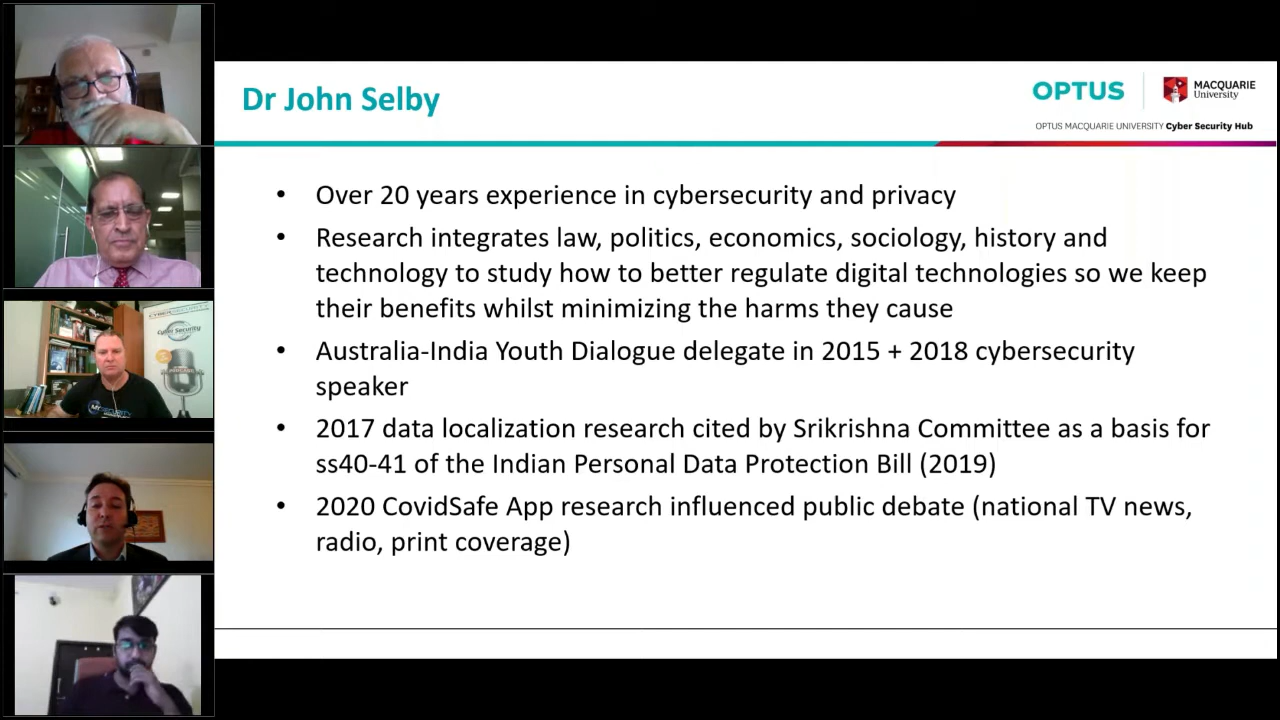 Dr John Selby
OPTUS
MACQUARIE
University
OPTUS MACQUARIE UNIVERSITY Cyber Security Hub
• Over 20 years experience in cybersecurity and privacy
• Research integrates law, politics, economics, sociology, history and
technology to study how to better regulate digital technologies so we keep
their benefits whilst minimizing the harms they cause
• Australia-India Youth Dialogue delegate in 2015 + 2018 cybersecurity
speaker
• 2017 data localization research cited by Srikrishna Committee as a basis for
ss40-41 of the Indian Personal Data Protection Bill (2019)
• 2020 CovidSafe App research influenced public debate (national TV news,
radio, print coverage)
Cyber Security